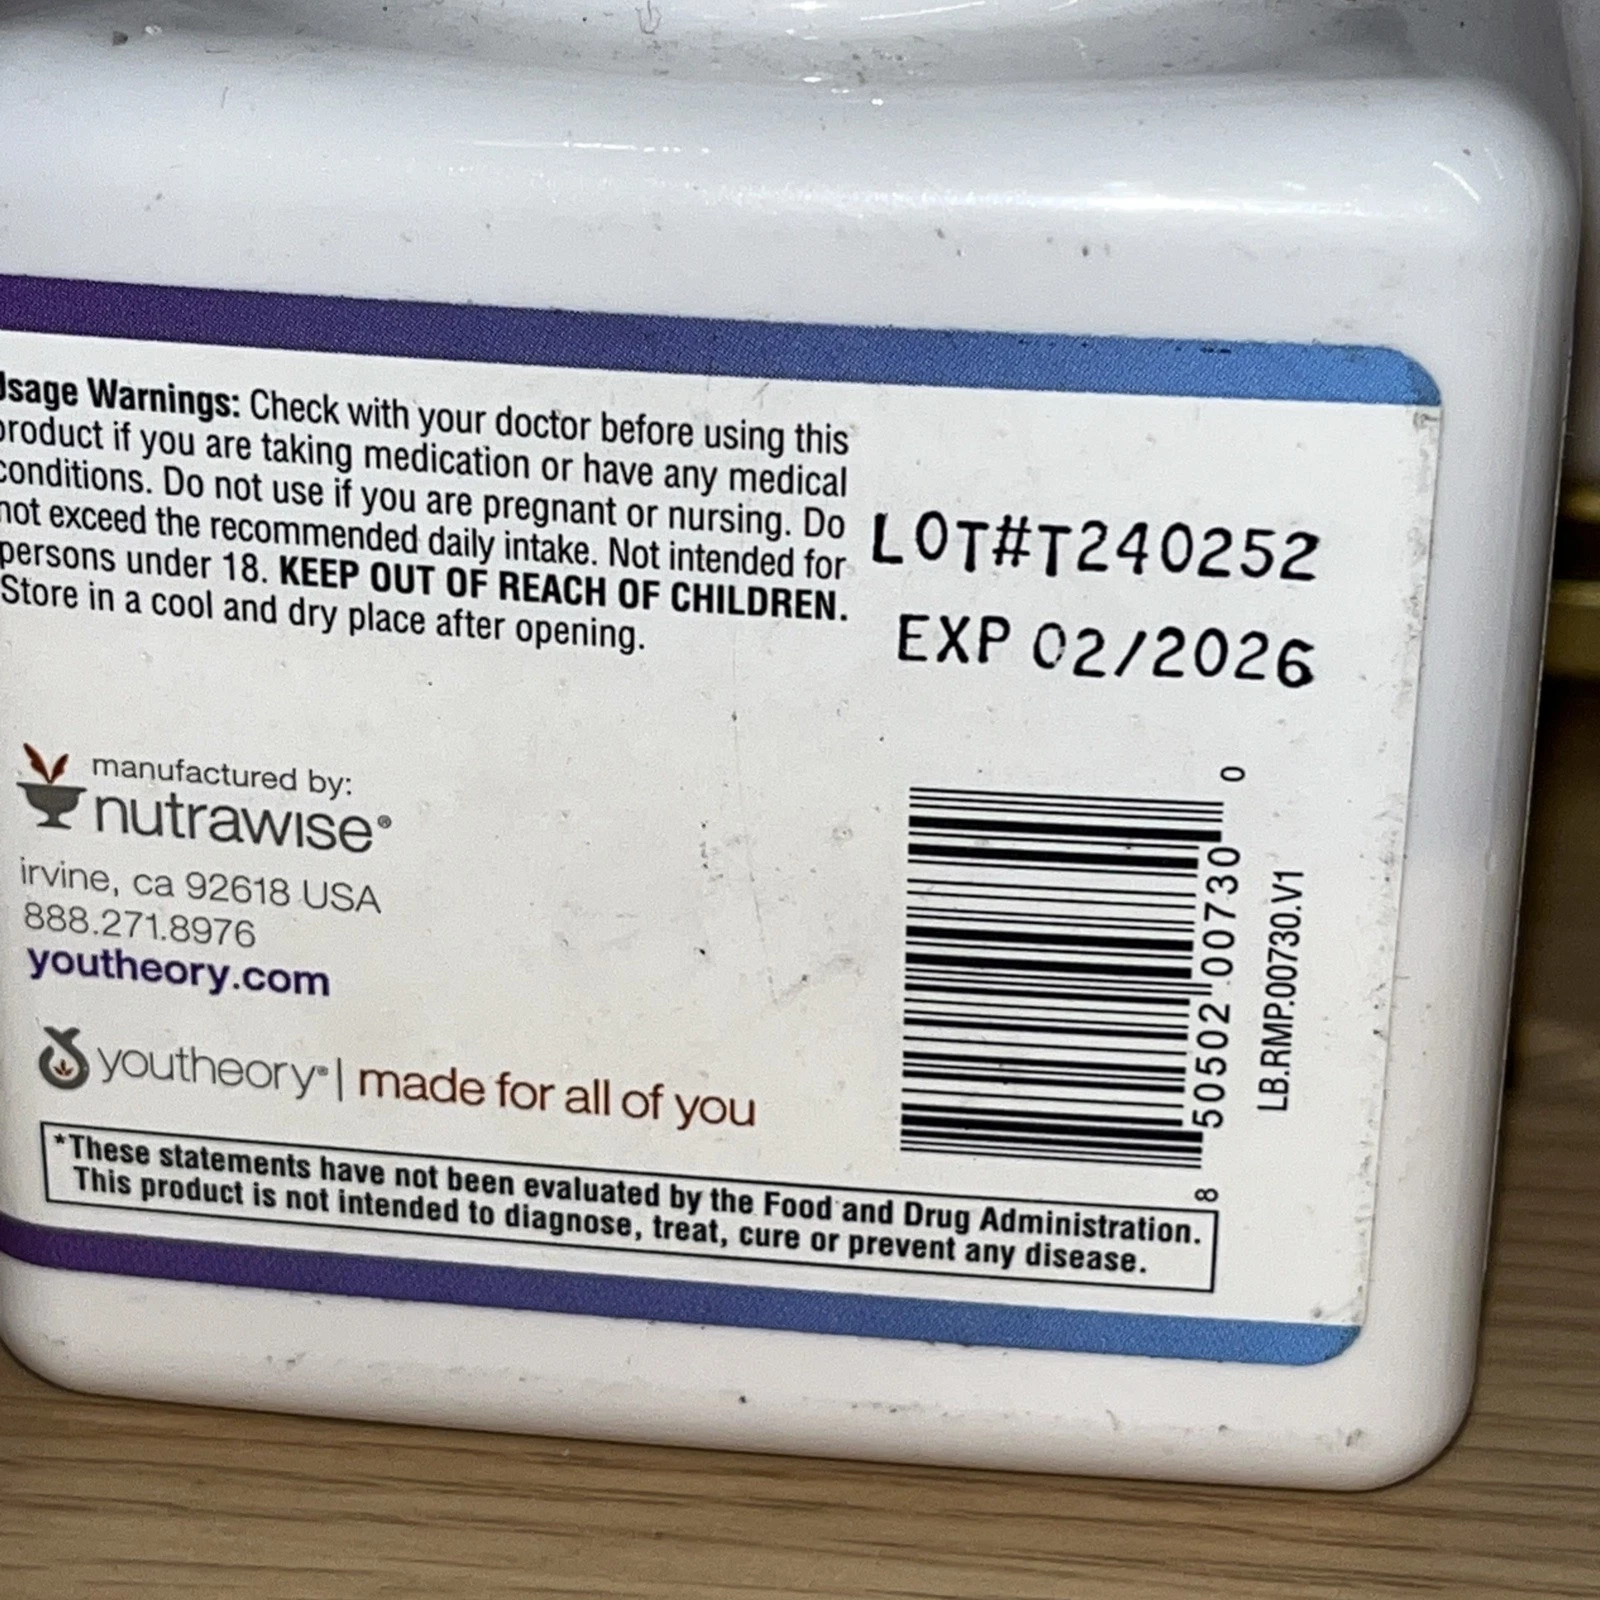 Usage Warnings: Check with your doctor before using this
product if you are taking medication or have any medical
conditions. Do not use if you are pregnant or nursing. Do
not exceed the recommended daily intake. Not intended for
persons under 18. KEEP OUT OF REACH OF CHILDREN.
Store in a cool and dry place after opening.
LOT#T240252
EXP 02/2026
manufactured by:
nutrawise®
irvine, ca 92618 USA
888.271.8976
youtheory.com
youtheory® | made for all of you
*These statements have not been evaluated by the Food and Drug Administration.
This product is not intended to diagnose, treat, cure or prevent any disease.
8 50502 00730 0
LB.RMP.00730.V1